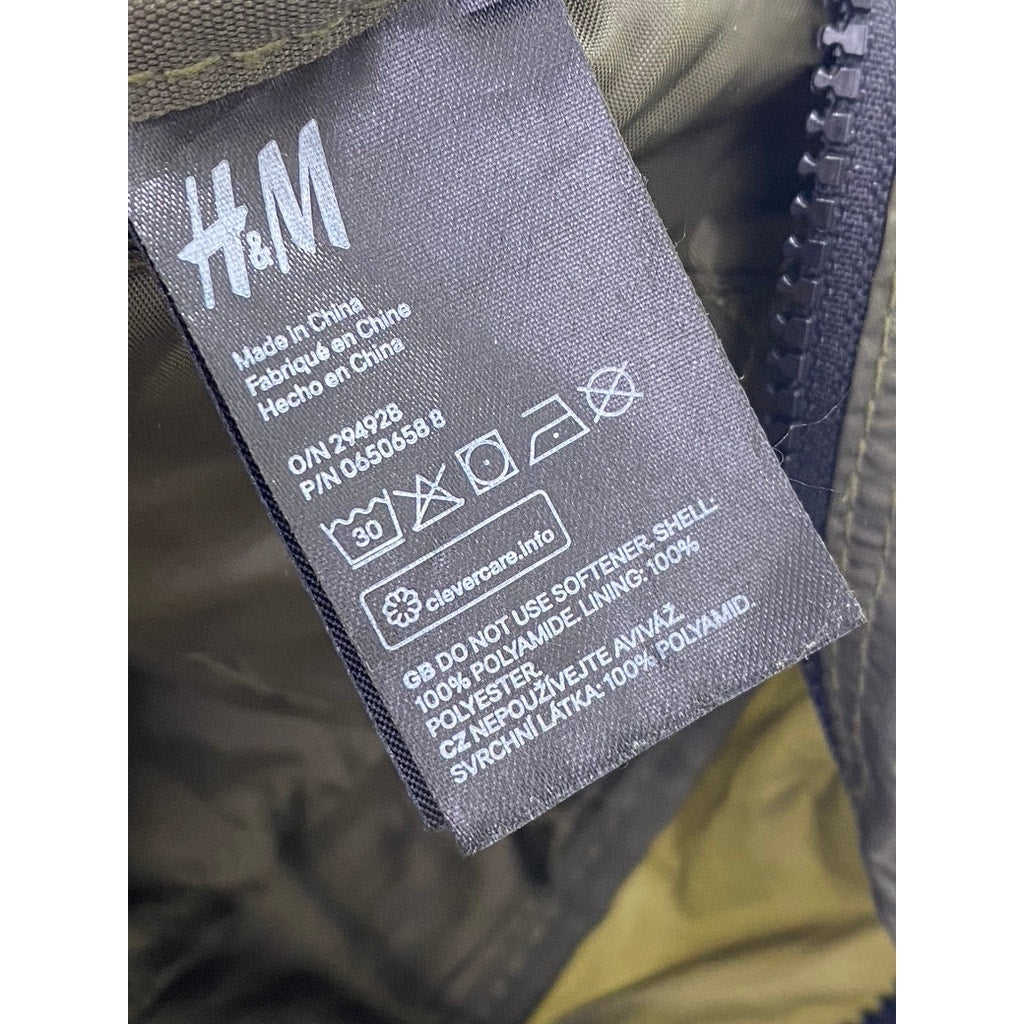 H&M
Made in China
Fabriqué en Chine
Hecho en China
O/N 294928
P/N 0650658.8
30
clevercare.info
GB DO NOT USE SOFTENER. SHELL:
100% POLYAMIDE. LINING: 100%
POLYESTER.
CZ NEPOUŽÍVEJTE AVIVÁŽ.
SVRCHNÍ LÁTKA: 100% POLYAMID.